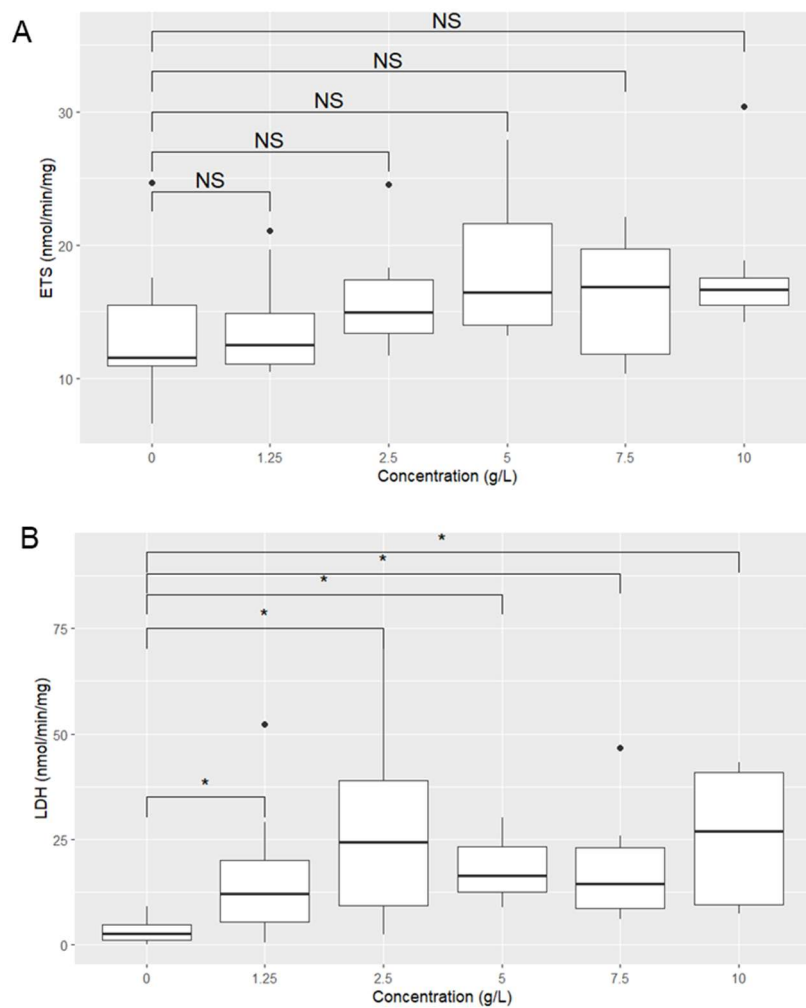 A
NS
NS
NS
NS
NS
30
20
10
ETS (nmol/min/mg)
0 1.25 2.5 5 7.5 10
Concentration (g/L)
B
*
*
*
*
*
75
50
25
0
LDH (nmol/min/mg)
0 1.25 2.5 5 7.5 10
Concentration (g/L)